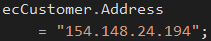 ecCustomer.Address
= "154.148.24.194";